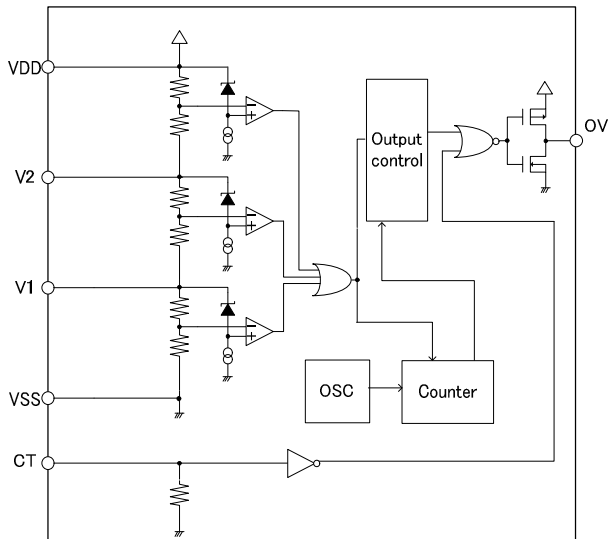 VDD
V2
V1
VSS
CT
Output
control
OV
OSC
Counter